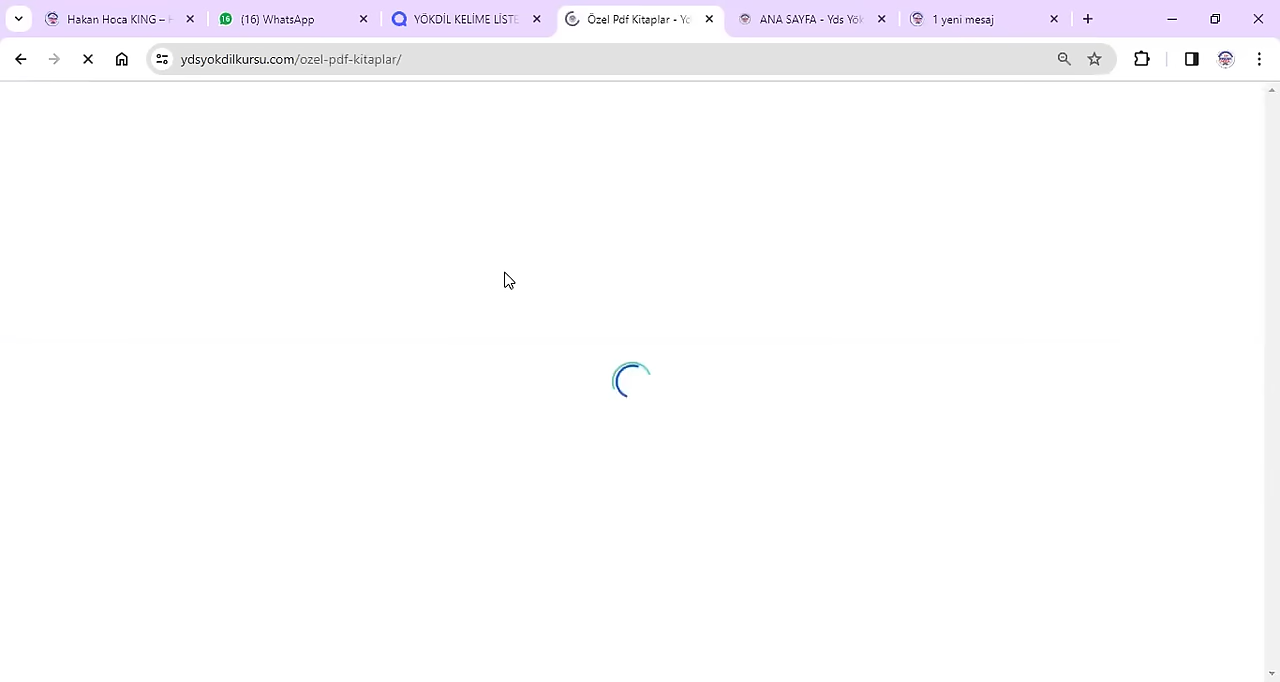 Hakan Hoca KING –
16 (16) WhatsApp
YÖKDİL KELİME LİSTE
Özel Pdf Kitaplar - Yd
ANA SAYFA - Yds Yök
1 yeni mesaj
ydsyokdilkursu.com/ozel-pdf-kitaplar/